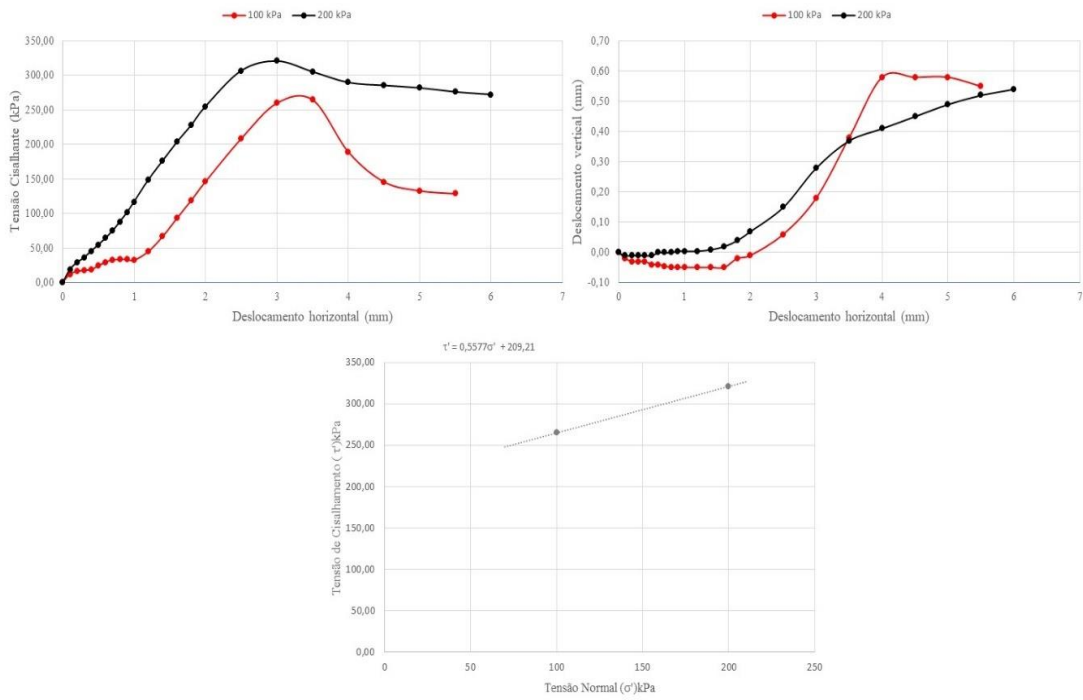 100 kPa 200 kPa
350,00
300,00
250,00
200,00
150,00
100,00
50,00
0,00
Tensão Cisalhante (kPa)
0 1 2 3 4 5 6 7
Deslocamento horizontal (mm)
100 kPa 200 kPa
0,70
0,60
0,50
0,40
0,30
0,20
0,10
0,00
-0,10
Deslocamento vertical (mm)
0 1 2 3 4 5 6 7
Deslocamento horizontal (mm)
τ' = 0,5577σ' + 209,21
350,00
300,00
250,00
200,00
150,00
100,00
50,00
0,00
Tensão de Cisalhamento ( τ')kPa
0 50 100 150 200 250
Tensão Normal (σ')kPa